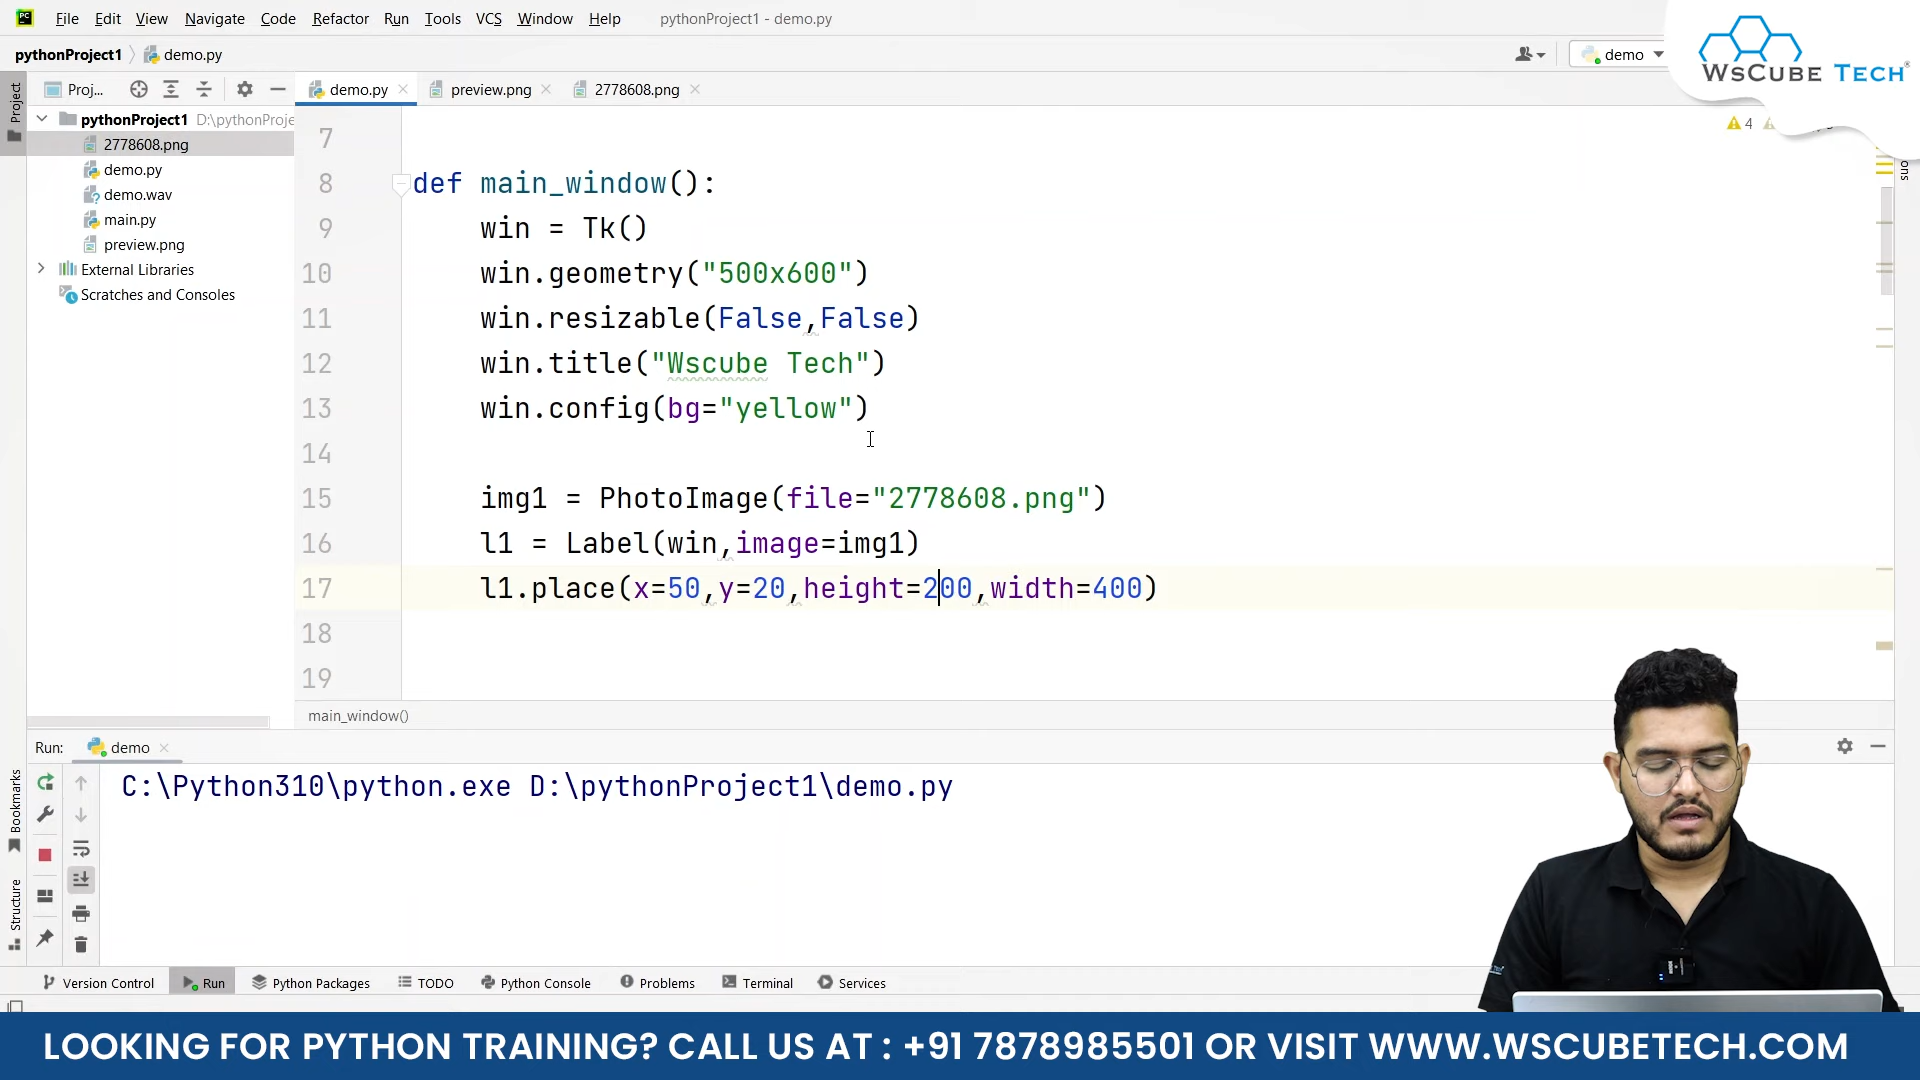 File Edit View Navigate Code Refactor Run Tools VCS Window Help pythonProject1 - demo.py
pythonProject1 demo.py demo
WsCube Tech
Project Proj... demo.py preview.png 2778608.png
pythonProject1 D:\pythonProje
2778608.png
demo.py
demo.wav
main.py
preview.png
External Libraries
Scratches and Consoles
4
ons
7
8 def main_window():
9 win = Tk()
10 win.geometry("500x600")
11 win.resizable(False,False)
12 win.title("Wscube Tech")
13 win.config(bg="yellow")
14
15 img1 = PhotoImage(file="2778608.png")
16 l1 = Label(win,image=img1)
17 l1.place(x=50,y=20,height=200,width=400)
18
19
main_window()
Run: demo
C:\Python310\python.exe D:\pythonProject1\demo.py
Bookmarks
Structure
Version Control Run Python Packages TODO Python Console Problems Terminal Services
LOOKING FOR PYTHON TRAINING? CALL US AT : +91 7878985501 OR VISIT WWW.WSCUBETECH.COM